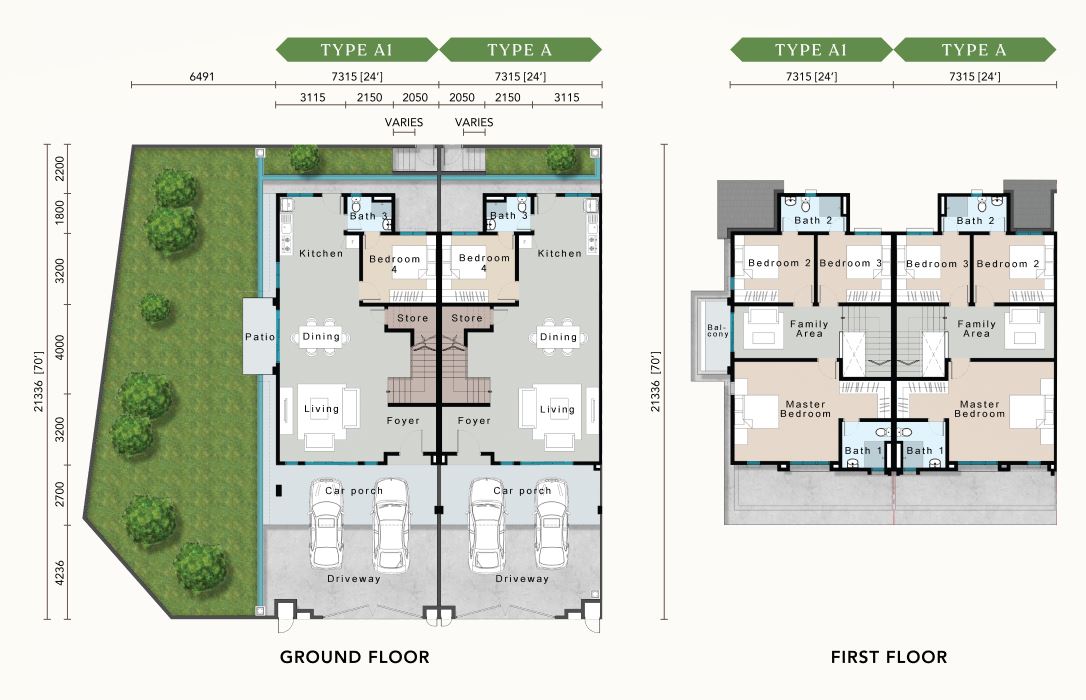 TYPE A1
TYPE A
TYPE A1
TYPE A
6491
7315 [24']
7315 [24']
7315 [24']
7315 [24']
3115
2150
2050
2050
2150
3115
VARIES
VARIES
2200
1800
3200
4000
3200
2700
4236
21336 [70']
Bath 3
Bath 3
Kitchen
Kitchen
Bedroom
4
Bedroom
4
Store
Store
Patio
Dining
Dining
Living
Living
Foyer
Foyer
Car porch
Car porch
Driveway
Driveway
21336 [70']
Bath 2
Bath 2
Bedroom 2
Bedroom 3
Bedroom 3
Bedroom 2
Bal-
cony
Family
Area
Family
Area
Master
Bedroom
Master
Bedroom
Bath 1
Bath 1
GROUND FLOOR
FIRST FLOOR